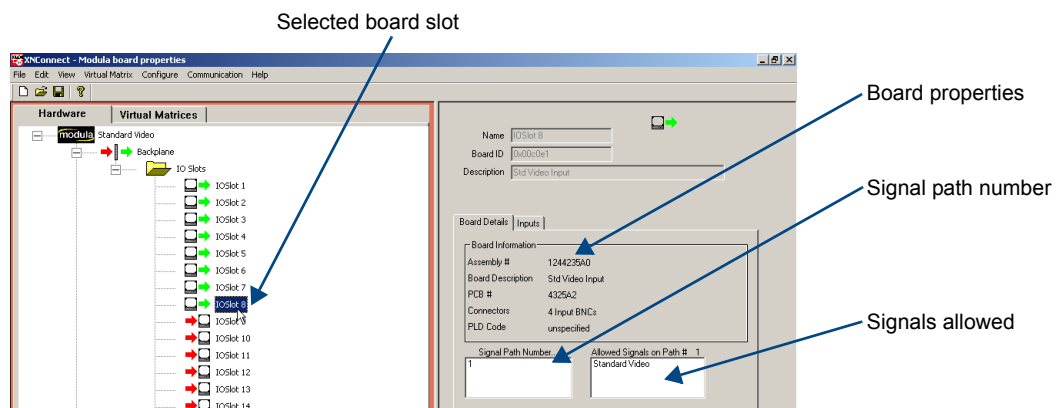 Selected board slot
XNConnect - Modula board properties
File Edit View Virtual Matrix Configure Communication Help
Hardware Virtual Matrices
modula Standard Video
Backplane
IO Slots
IOSlot 1
IOSlot 2
IOSlot 3
IOSlot 4
IOSlot 5
IOSlot 6
IOSlot 7
IOSlot 8
IOSlot 9
IOSlot 10
IOSlot 11
IOSlot 12
IOSlot 13
IOSlot 14
Name IOSlot 8
Board ID 0x00c0e1
Description Std Video Input
Board Details Inputs
Board Information
Assembly # 1244235A0
Board Description Std Video Input
PCB # 4325A2
Connectors 4 Input BNCs
PLD Code unspecified
Signal Path Number... Allowed Signals on Path # 1
1 Standard Video
Board properties
Signal path number
Signals allowed